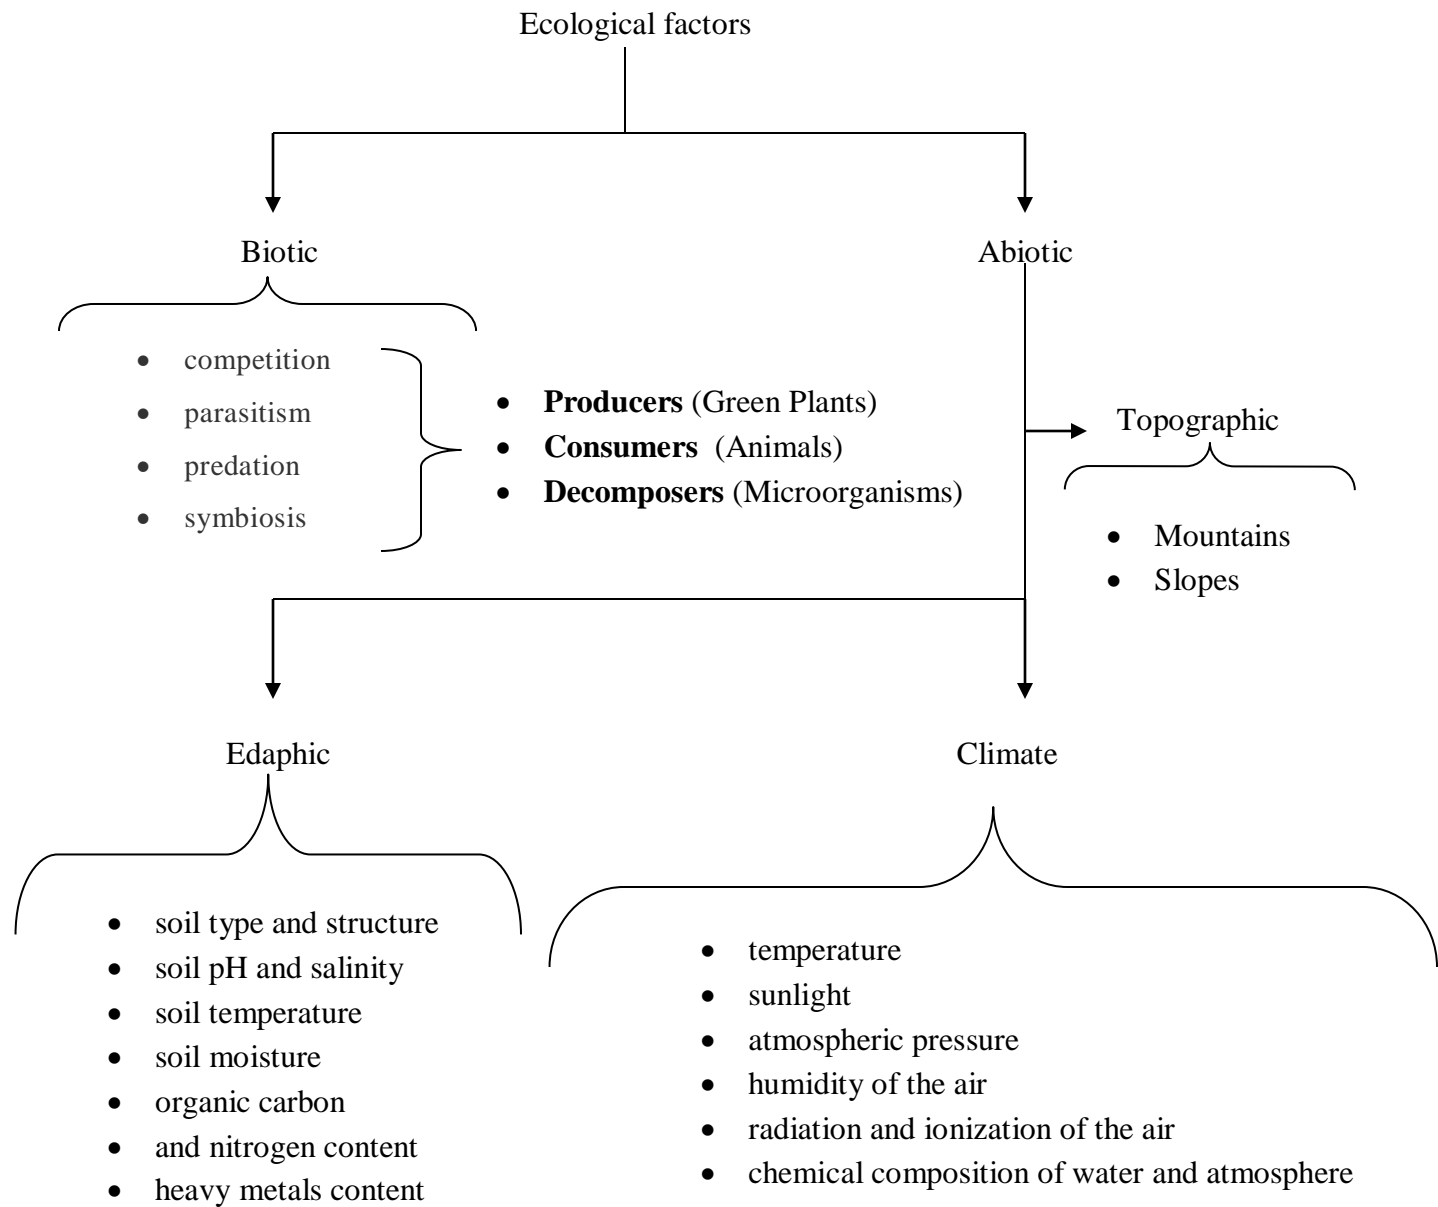 Ecological factors
Biotic
Abiotic
• competition
• parasitism
• predation
• symbiosis
• Producers (Green Plants)
• Consumers (Animals)
• Decomposers (Microorganisms)
Topographic
• Mountains
• Slopes
Edaphic
Climate
• soil type and structure
• soil pH and salinity
• soil temperature
• soil moisture
• organic carbon
• and nitrogen content
• heavy metals content
• temperature
• sunlight
• atmospheric pressure
• humidity of the air
• radiation and ionization of the air
• chemical composition of water and atmosphere